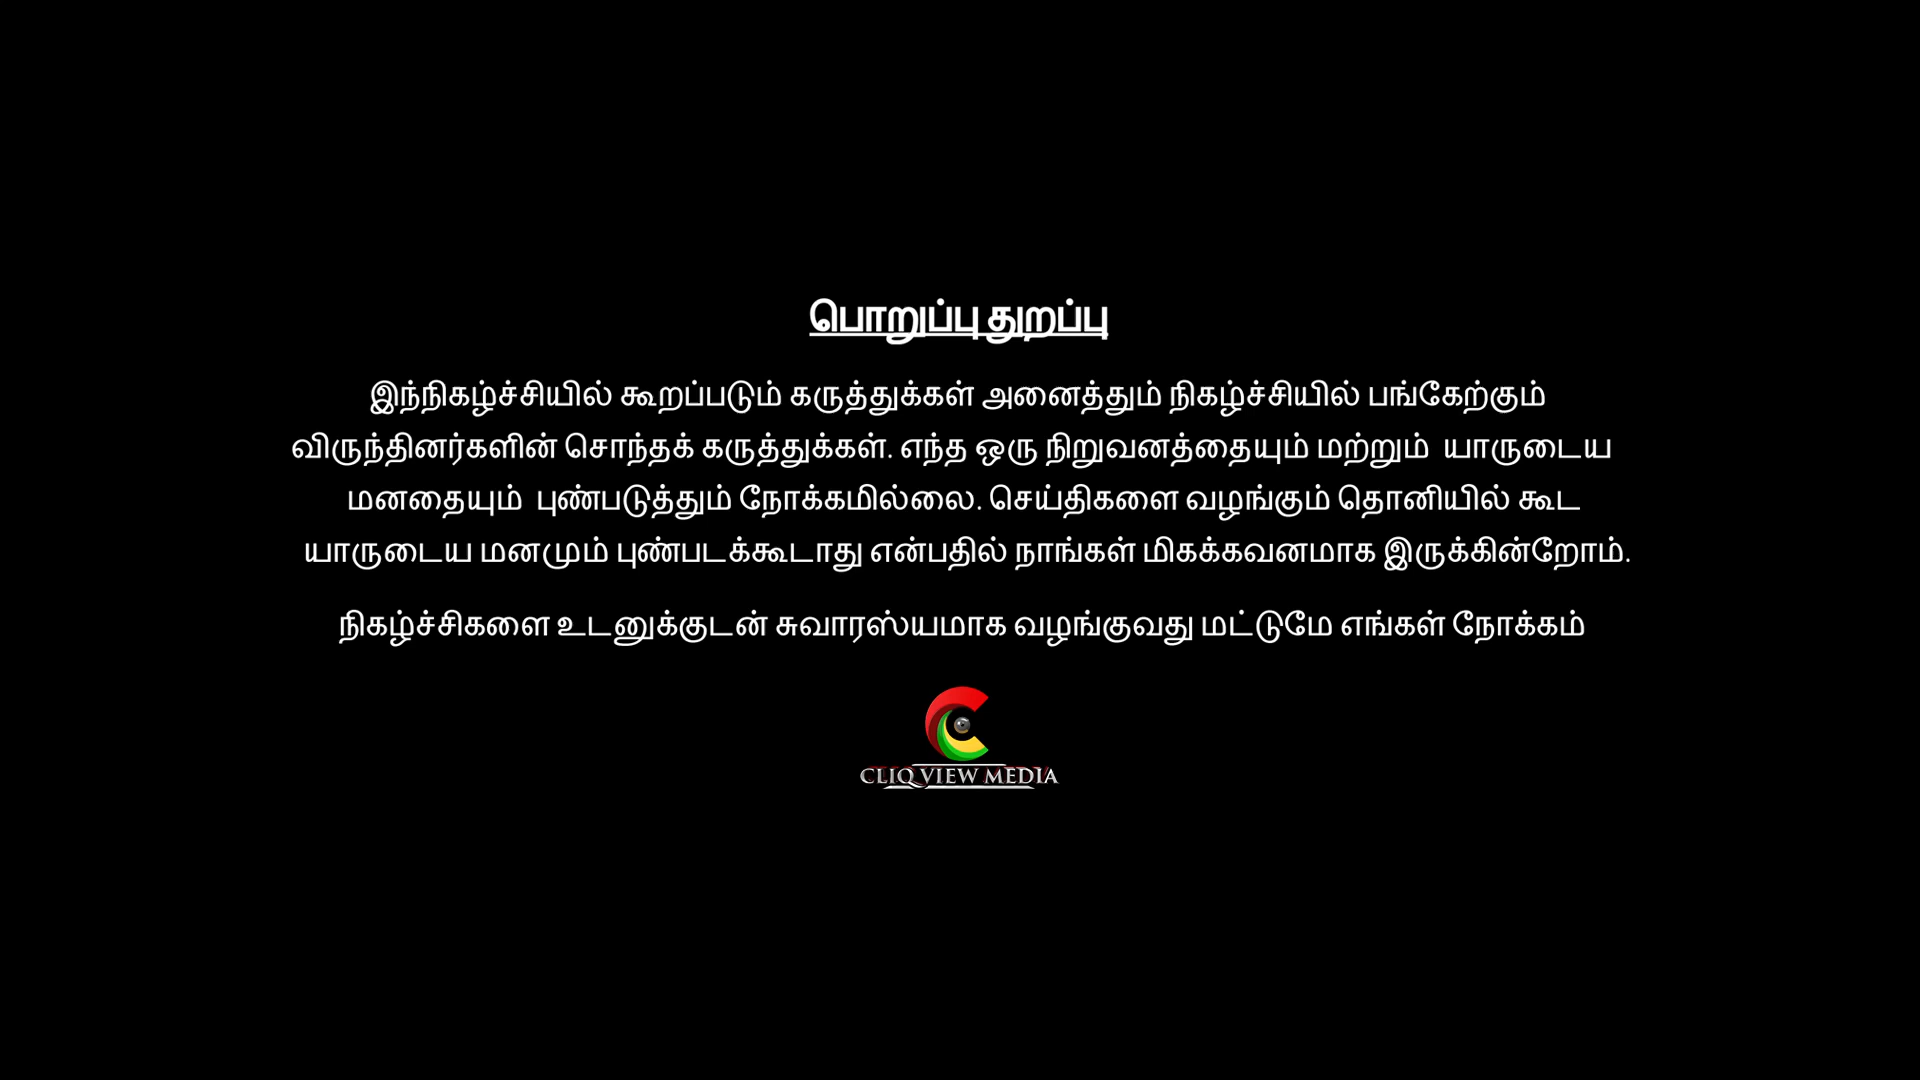 பொறுப்பு துறப்பு
இந்நிகழ்ச்சியில் கூறப்படும் கருத்துக்கள் அனைத்தும் நிகழ்ச்சியில் பங்கேற்கும்
விருந்தினர்களின் சொந்தக் கருத்துக்கள். எந்த ஒரு நிறுவனத்தையும் மற்றும் யாருடைய
மனதையும் புண்படுத்தும் நோக்கமில்லை. செய்திகளை வழங்கும் தொனியில் கூட
யாருடைய மனமும் புண்படக்கூடாது என்பதில் நாங்கள் மிகக்கவனமாக இருக்கின்றோம்.
நிகழ்ச்சிகளை உடனுக்குடன் சுவாரஸ்யமாக வழங்குவது மட்டுமே எங்கள் நோக்கம்
CLIQ VIEW MEDIA